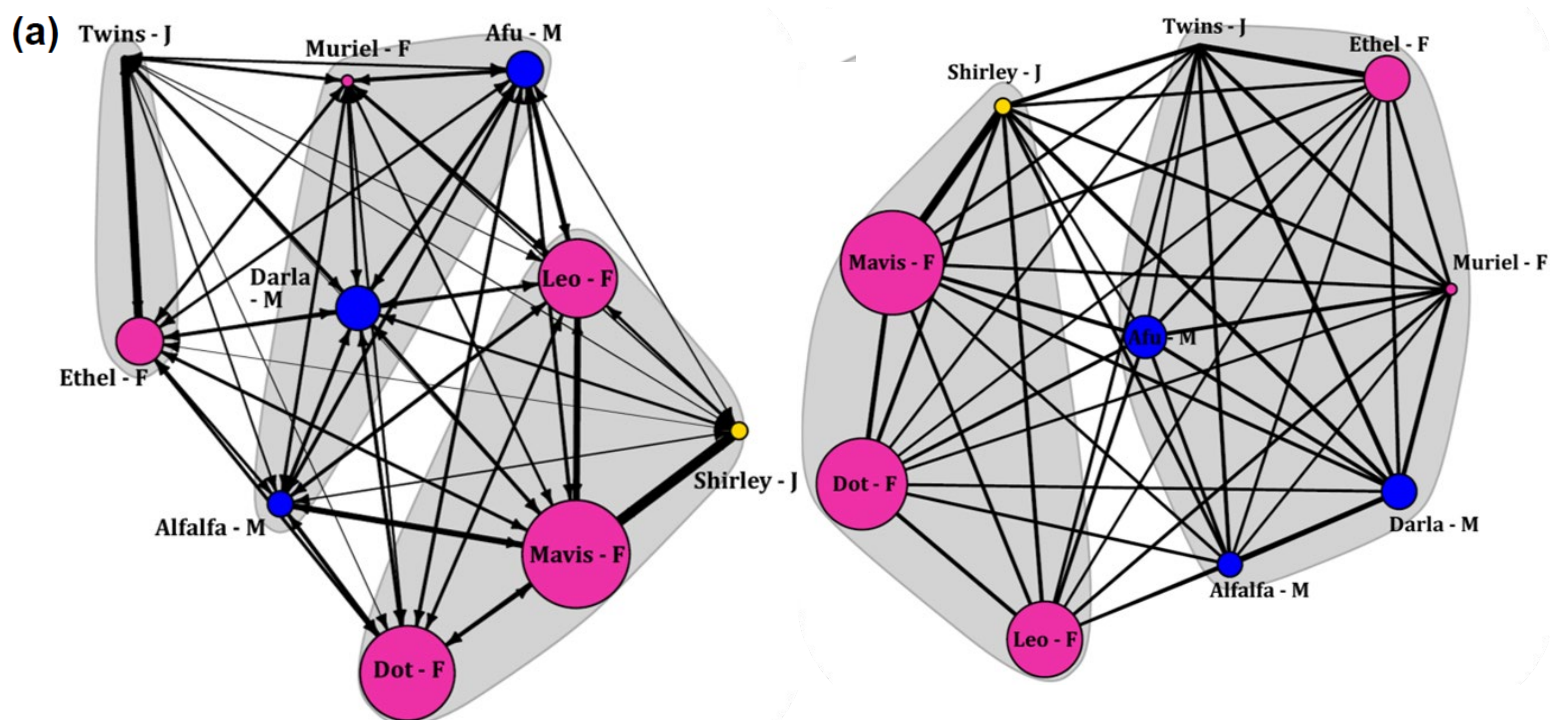 (a)
Twins - J
Muriel - F
Afu - M
Darla
- M
Leo - F
Ethel - F
Shirley - J
Alfalfa - M
Mavis - F
Dot - F
Twins - J
Ethel - F
Shirley - J
Mavis - F
Muriel - F
Afu - M
Dot - F
Darla - M
Alfalfa - M
Leo - F